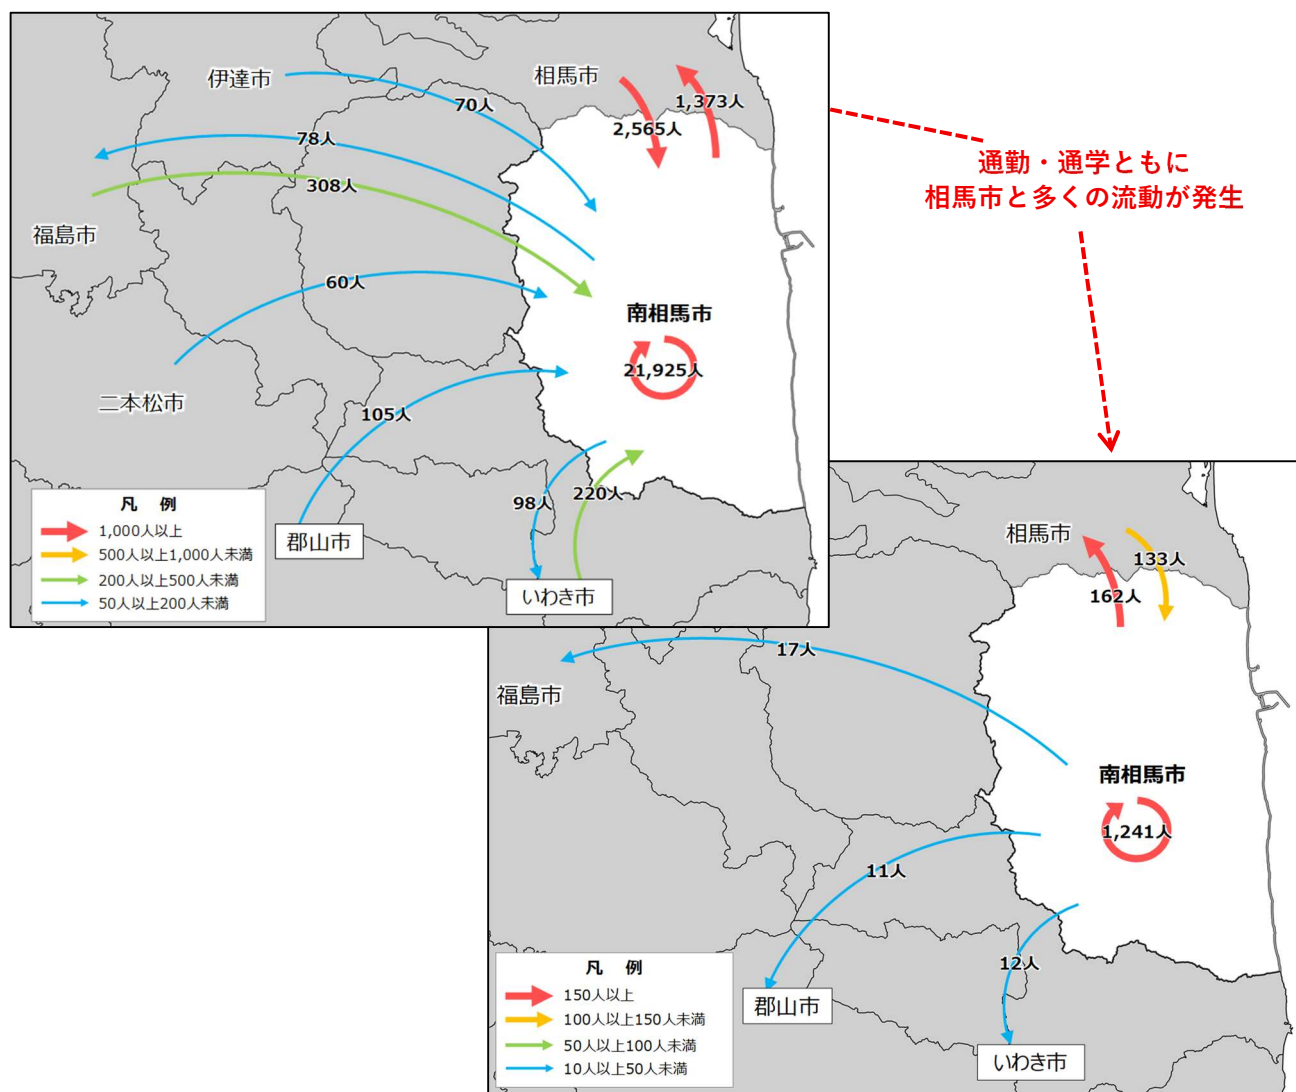 伊達市
相馬市
70人
1,373人
2,565人
78人
308人
福島市
60人
南相馬市
21,925人
二本松市
105人
98人
220人
郡山市
いわき市
凡 例
1,000人以上
500人以上1,000人未満
200人以上500人未満
50人以上200人未満
通勤・通学ともに
相馬市と多くの流動が発生
相馬市
133人
162人
17人
福島市
南相馬市
1,241人
11人
12人
郡山市
いわき市
凡 例
150人以上
100人以上150人未満
50人以上100人未満
10人以上50人未満